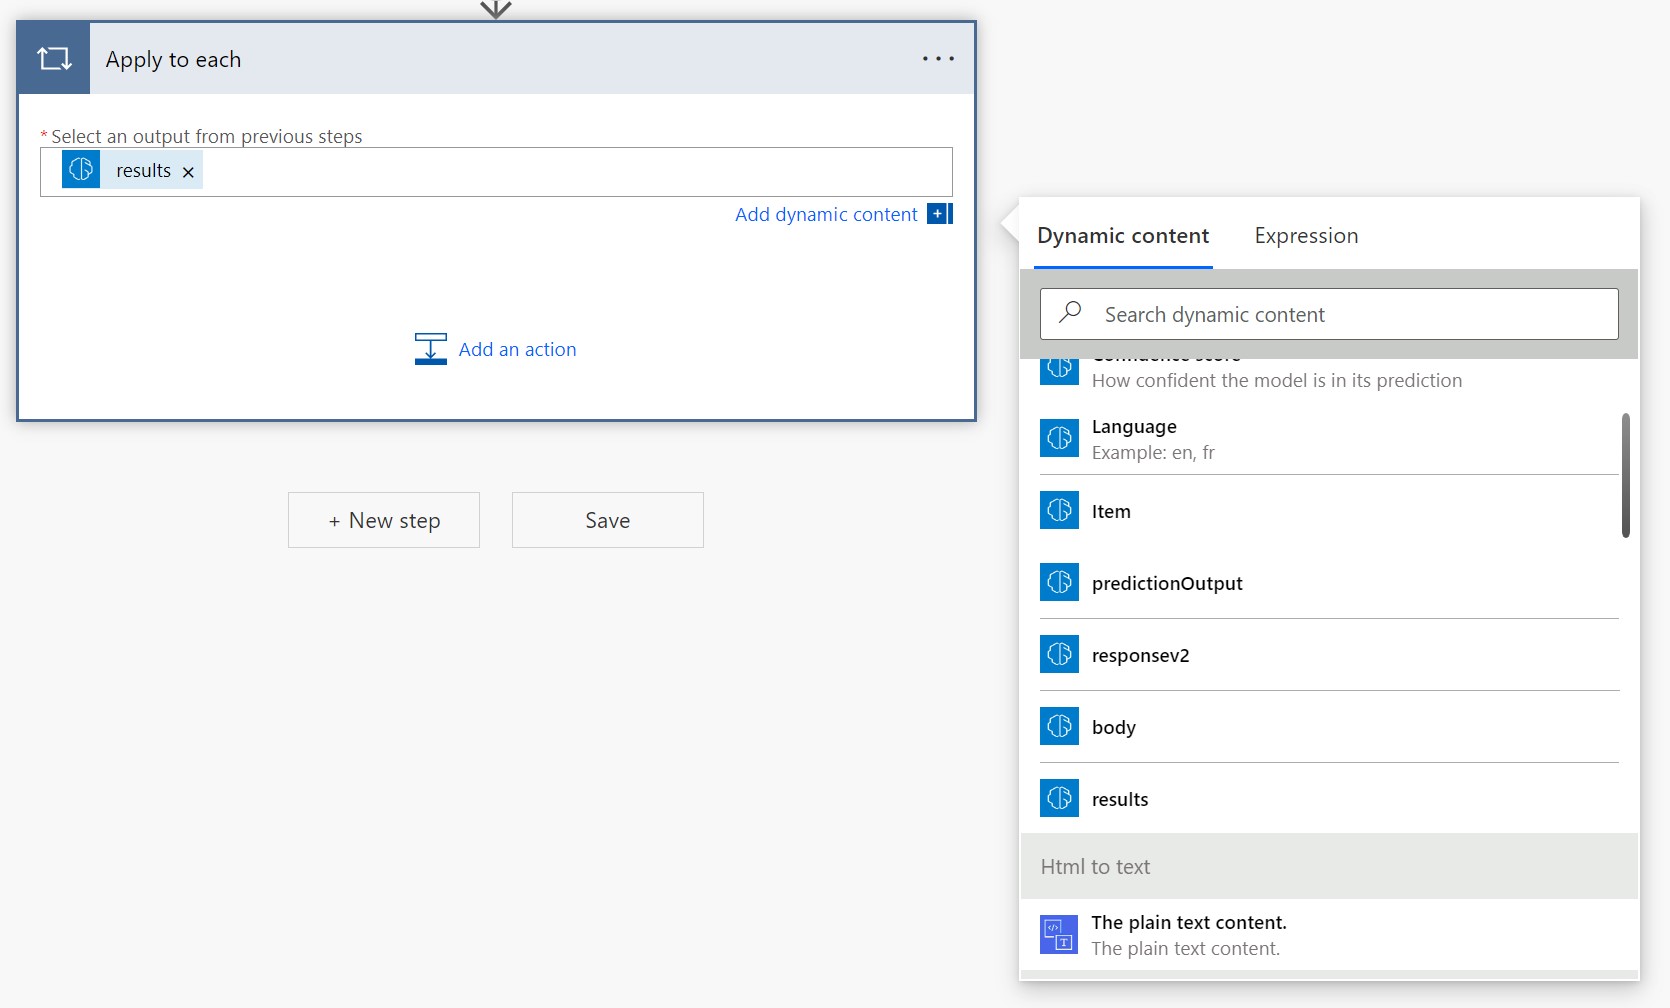 Apply to each
* Select an output from previous steps
results
Add dynamic content
Add an action
+ New step
Save
Dynamic content
Expression
Search dynamic content
Confidence score
How confident the model is in its prediction
Language
Example: en, fr
Item
predictionOutput
responsev2
body
results
Html to text
The plain text content.
The plain text content.